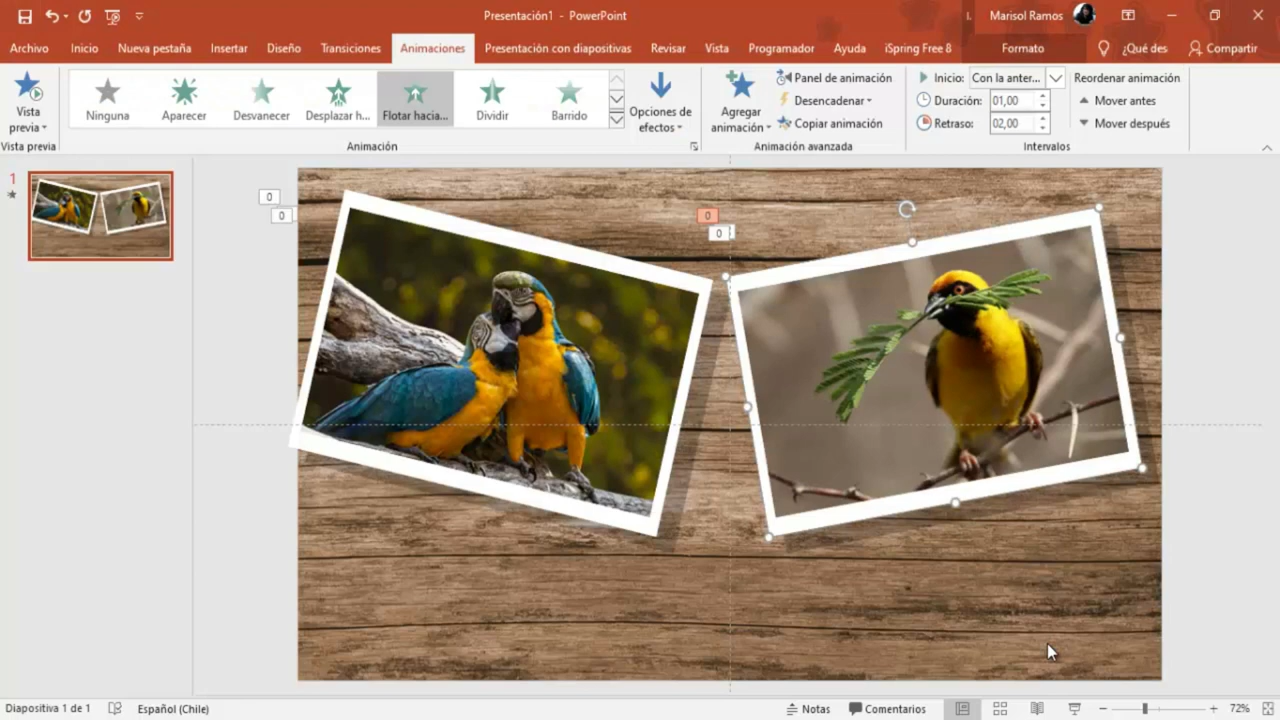 Presentación1 - PowerPoint
Marisol Ramos
Archivo
Inicio
Nueva pestaña
Insertar
Diseño
Transiciones
Animaciones
Presentación con diapositivas
Revisar
Vista
Programador
Ayuda
iSpring Free 8
Formato
¿Qué des
Compartir
Vista previa
Vista previa
Ninguna
Aparecer
Desvanecer
Desplazar h...
Flotar hacia...
Dividir
Barrido
Animación
Opciones de efectos
Agregar animación
Panel de animación
Desencadenar
Copiar animación
Animación avanzada
Inicio: Con la anter...
Duración: 01,00
Retraso: 02,00
Reordenar animación
Mover antes
Mover después
Intervalos
1
0
0
0
0
Diapositiva 1 de 1
Español (Chile)
Notas
Comentarios
72%